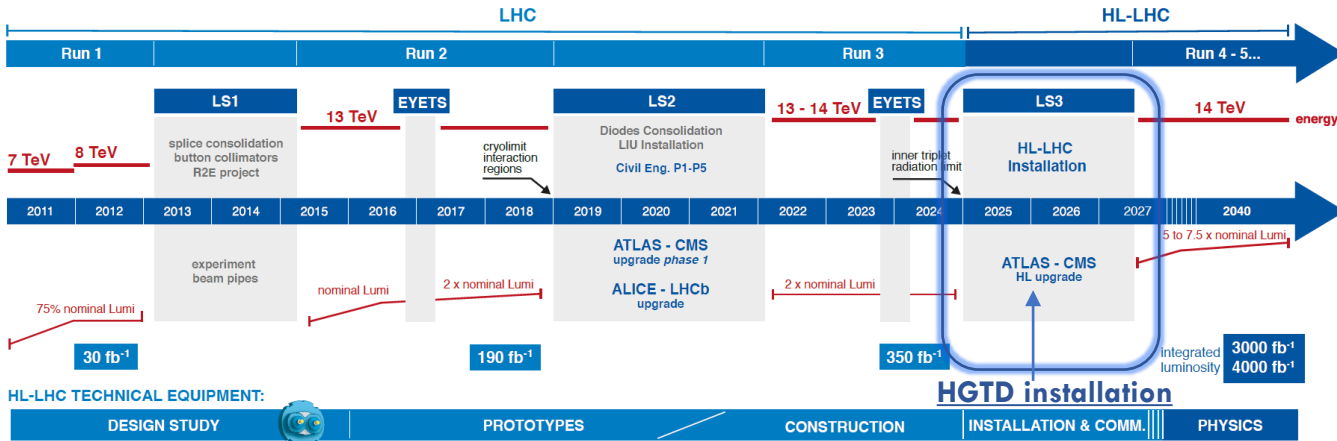 LHC
HL-LHC
Run 1
Run 2
Run 3
Run 4 - 5...
LS1
EYETS
LS2
13 - 14 TeV
EYETS
LS3
14 TeV
energy
13 TeV
7 TeV
8 TeV
splice consolidation
button collimators
R2E project
cryolimit
interaction
regions
Diodes Consolidation
LIU Installation
Civil Eng. P1-P5
inner triplet
radiation limit
HL-LHC
Installation
2011
2012
2013
2014
2015
2016
2017
2018
2019
2020
2021
2022
2023
2024
2025
2026
2027
2040
75% nominal Lumi
experiment
beam pipes
nominal Lumi
2 x nominal Lumi
ATLAS - CMS
upgrade phase 1
ALICE - LHCb
upgrade
2 x nominal Lumi
ATLAS - CMS
HL upgrade
5 to 7.5 x nominal Lumi
30 fb⁻¹
190 fb⁻¹
350 fb⁻¹
integrated
luminosity
3000 fb⁻¹
4000 fb⁻¹
HGTD installation
HL-LHC TECHNICAL EQUIPMENT:
DESIGN STUDY
PROTOTYPES
CONSTRUCTION
INSTALLATION & COMM.
PHYSICS